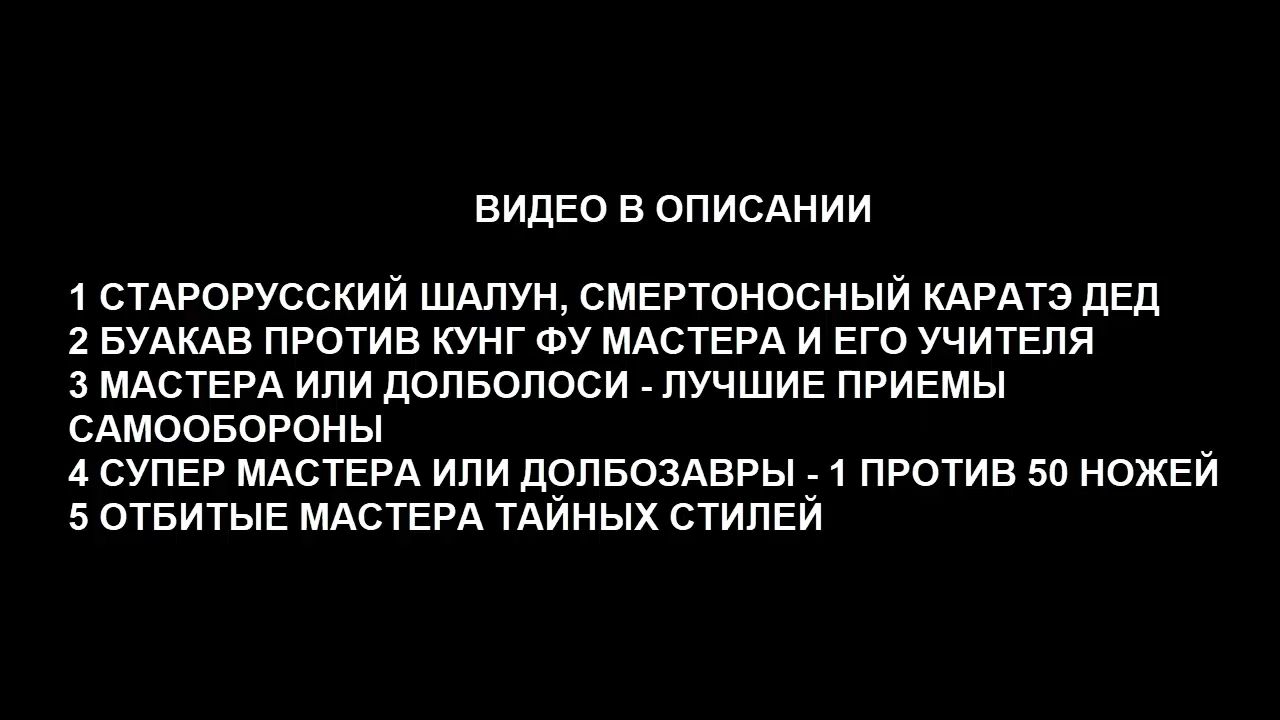 ВИДЕО В ОПИСАНИИ
1 СТАРОРУССКИЙ ШАЛУН, СМЕРТОНОСНЫЙ КАРАТЭ ДЕД
2 БУАКАВ ПРОТИВ КУНГ ФУ МАСТЕРА И ЕГО УЧИТЕЛЯ
3 МАСТЕРА ИЛИ ДОЛБОЛОСИ - ЛУЧШИЕ ПРИЕМЫ
САМООБОРОНЫ
4 СУПЕР МАСТЕРА ИЛИ ДОЛБОЗАВРЫ - 1 ПРОТИВ 50 НОЖЕЙ
5 ОТБИТЫЕ МАСТЕРА ТАЙНЫХ СТИЛЕЙ